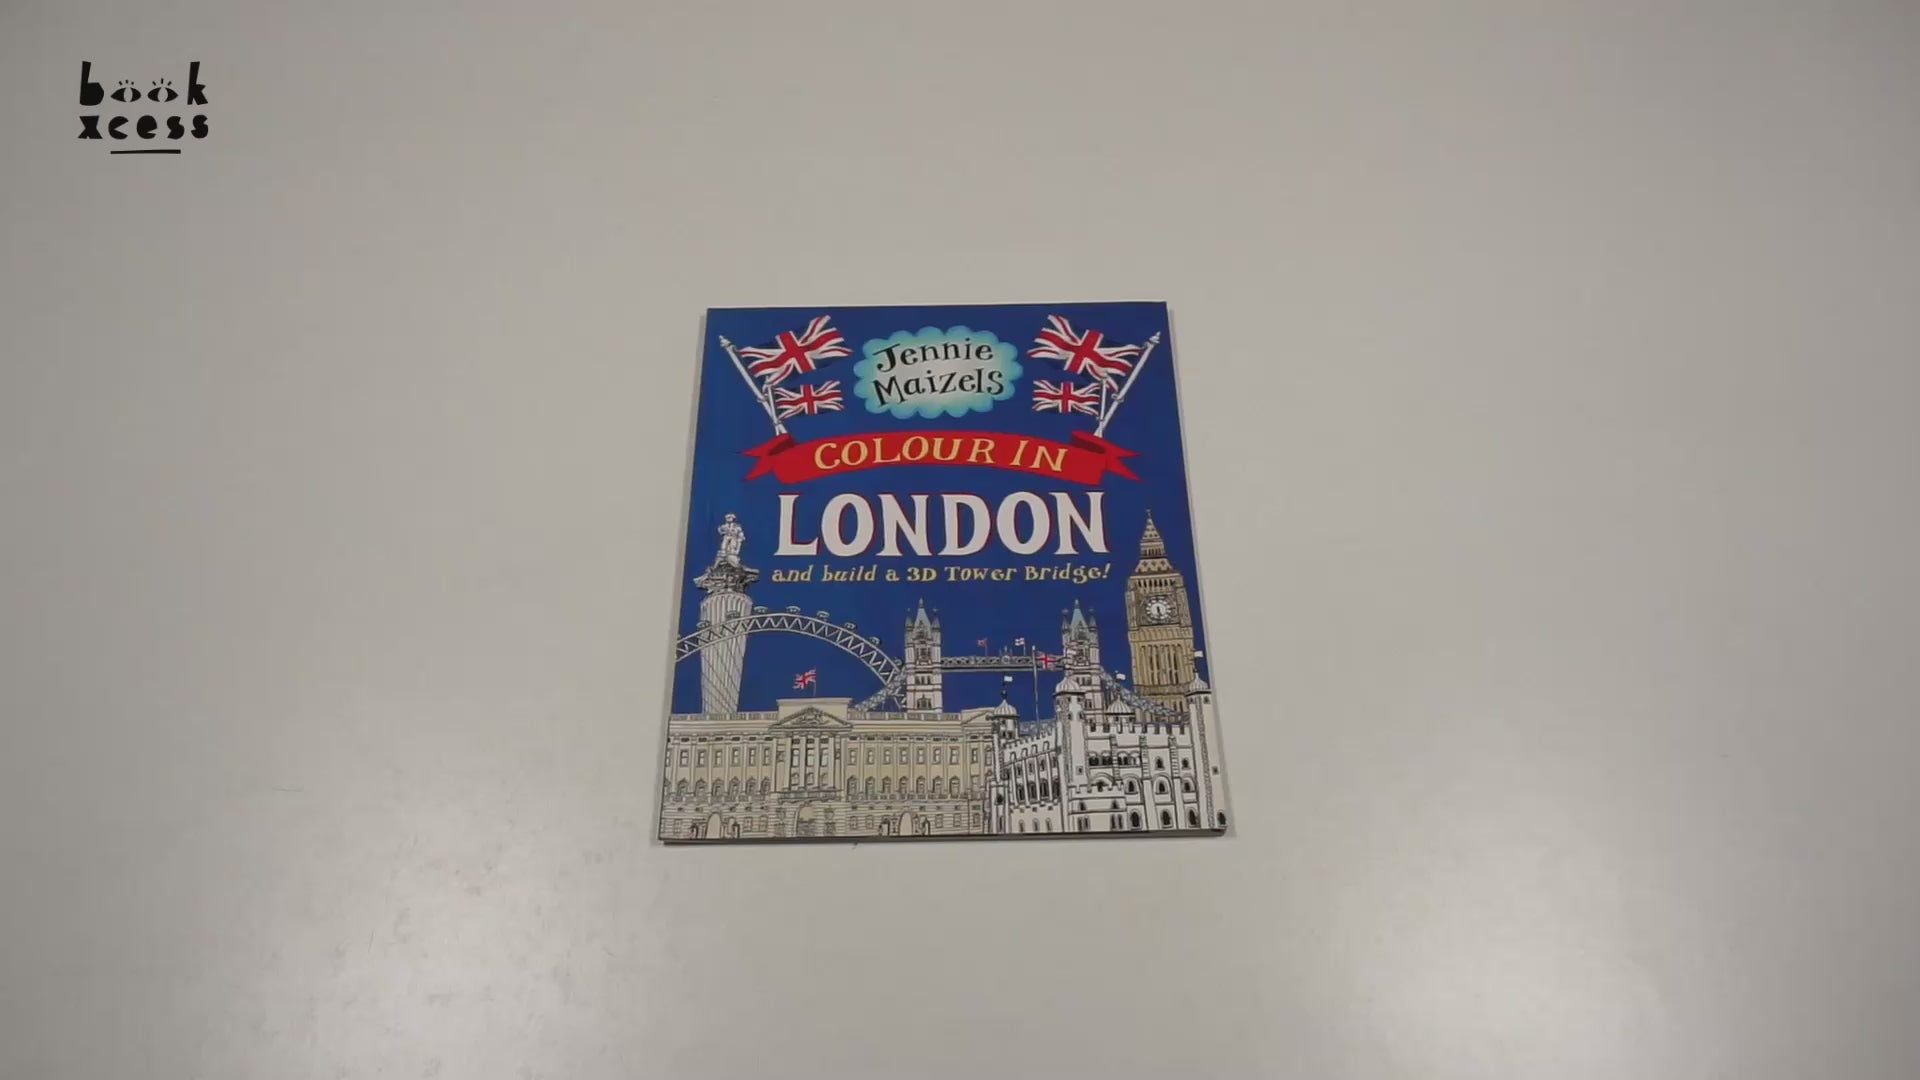 book
xcess
Jennie
Maizels
COLOUR IN
LONDON
and build a 3D Tower Bridge!